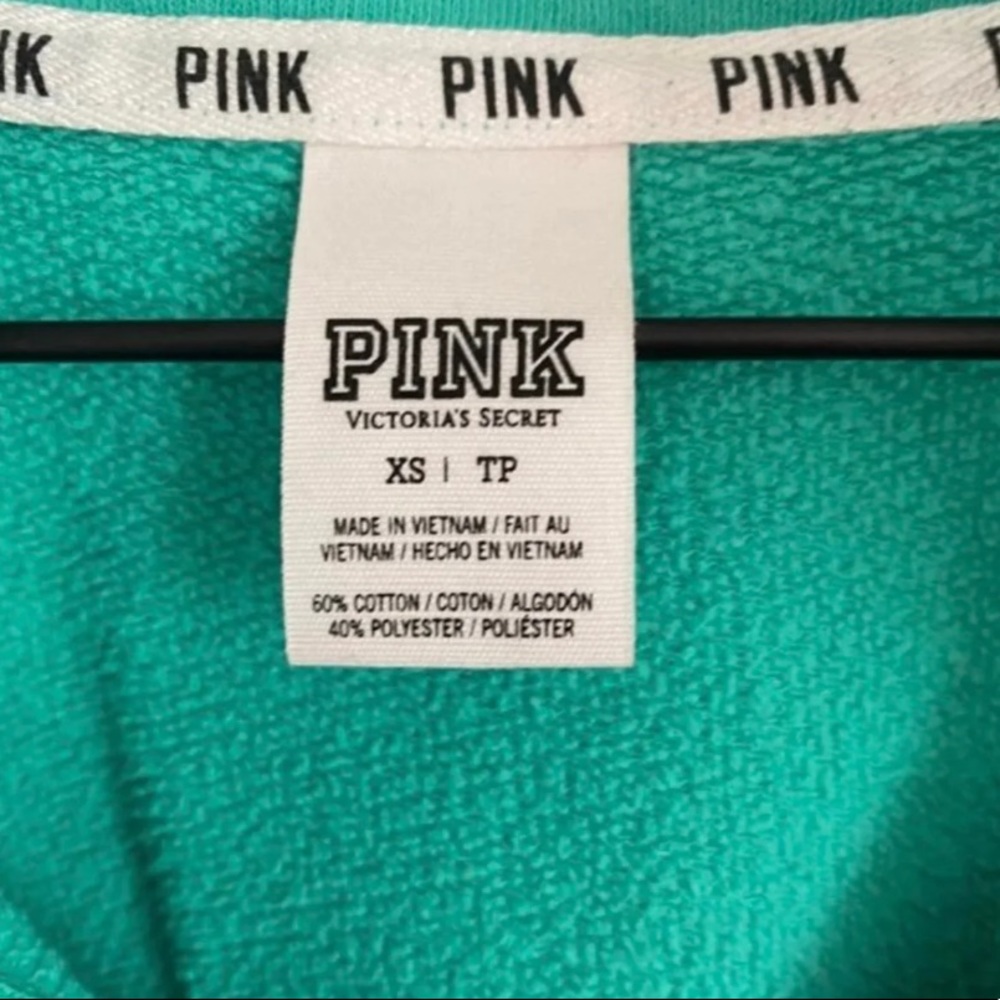 PINK PINK PINK
PINK
VICTORIA'S SECRET
XS | TP
MADE IN VIETNAM / FAIT AU
VIETNAM / HECHO EN VIETNAM
60% COTTON / COTON / ALGODÓN
40% POLYESTER / POLIÉSTER